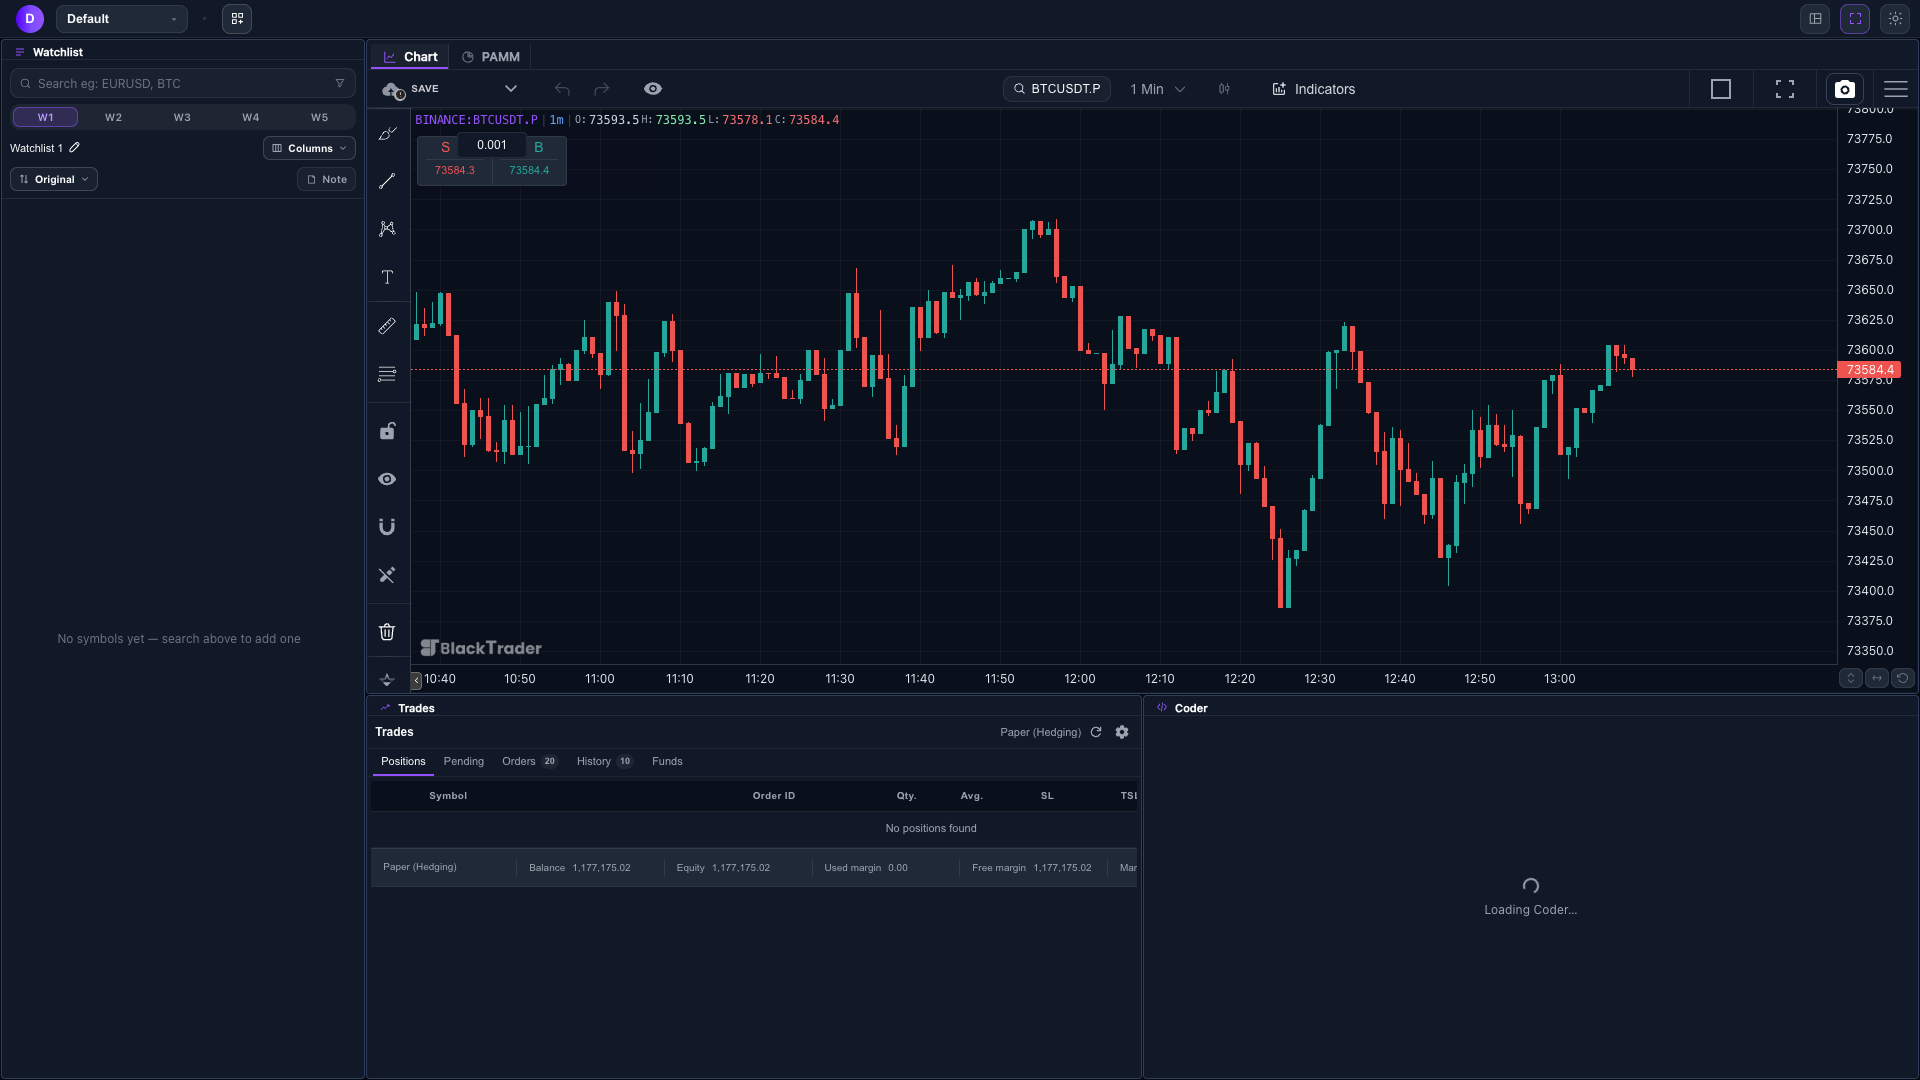 D Default
Watchlist
Search eg: EURUSD, BTC
W1 W2 W3 W4 W5
Watchlist 1 Columns
Original Note
No symbols yet — search above to add one
Chart PAMM
SAVE BTCUSDT.P 1 Min Indicators
BINANCE:BTCUSDT.P 1m O: 73593.5 H: 73593.5 L: 73578.1 C: 73584.4
S 0.001 B
73584.3 73584.4
73800.0
73775.0
73750.0
73725.0
73700.0
73675.0
73650.0
73625.0
73600.0
73584.4
73575.0
73550.0
73525.0
73500.0
73475.0
73450.0
73425.0
73400.0
73375.0
73350.0
BlackTrader
10:40 10:50 11:00 11:10 11:20 11:30 11:40 11:50 12:00 12:10 12:20 12:30 12:40 12:50 13:00
Trades
Trades Paper (Hedging)
Positions Pending Orders 20 History 10 Funds
Symbol Order ID Qty. Avg. SL
No positions found
Paper (Hedging) Balance 1,177,175.02 Equity 1,177,175.02 Used margin 0.00 Free margin 1,177,175.02 Mar
Coder
Loading Coder...